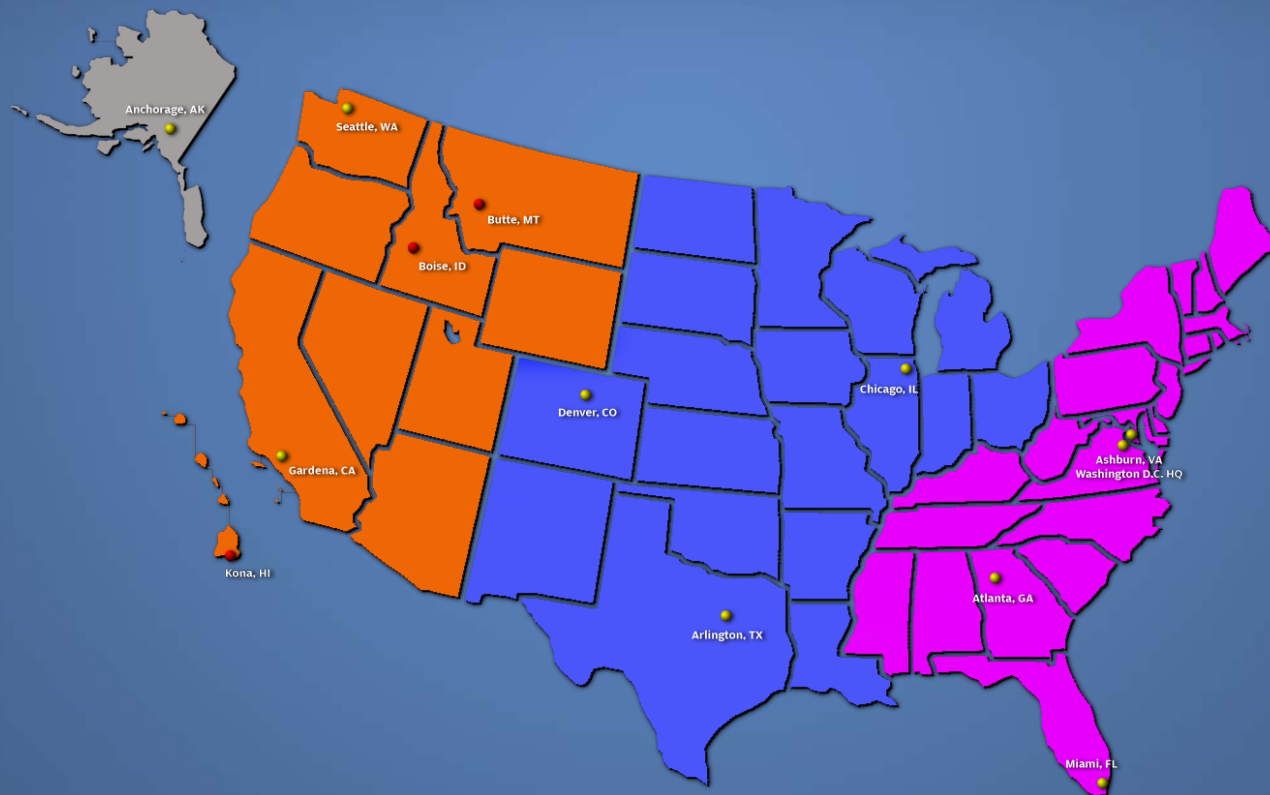 Anchorage, AK
Seattle, WA
Butte, MT
Boise, ID
Chicago, IL
Denver, CO
Ashburn, VA
Gardena, CA
Washington D.C. HQ
Kona, HI
Atlanta, GA
Arlington, TX
Miami, FL